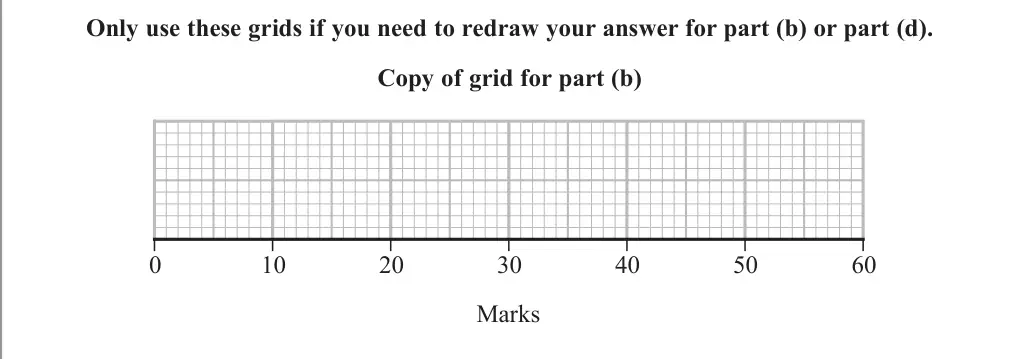 Only use these grids if you need to redraw your answer for part (b) or part (d).
Copy of grid for part (b)
0 10 20 30 40 50 60
Marks